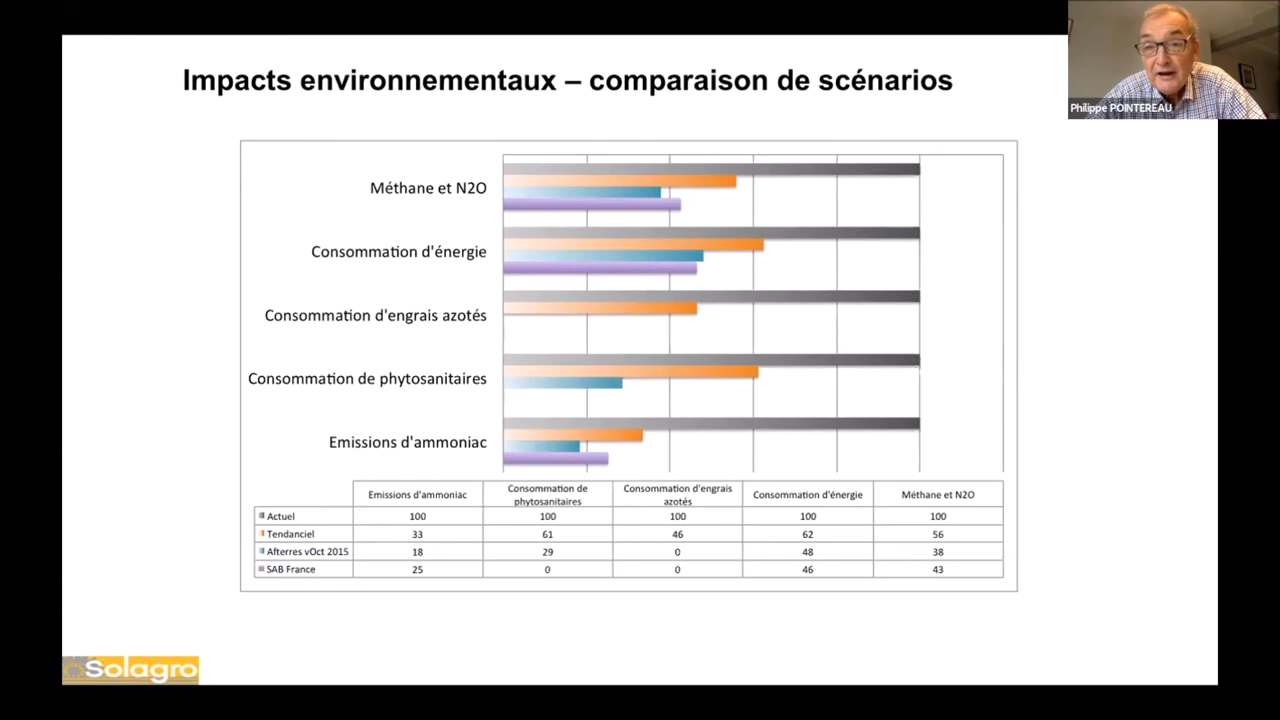 Impacts environnementaux – comparaison de scénarios
Philippe POINTEREAU
Méthane et N2O
Consommation d'énergie
Consommation d'engrais azotés
Consommation de phytosanitaires
Emissions d'ammoniac
Emissions d'ammoniac Consommation de phytosanitaires Consommation d'engrais azotés Consommation d'énergie Méthane et N2O
Actuel 100 100 100 100 100
Tendanciel 33 61 46 62 56
Afterres vOct 2015 18 29 0 48 38
SAB France 25 0 0 46 43
Solagro